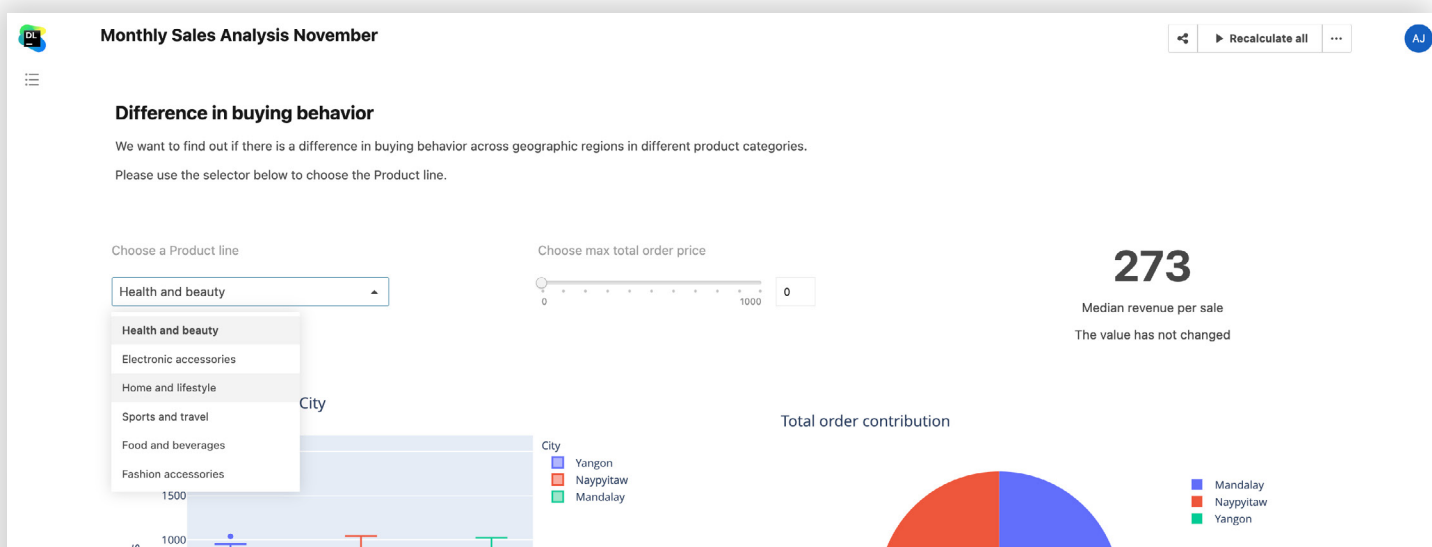 DL
Monthly Sales Analysis November
Recalculate all
AJ
Difference in buying behavior
We want to find out if there is a difference in buying behavior across geographic regions in different product categories.
Please use the selector below to choose the Product line.
Choose a Product line
Health and beauty
Health and beauty
Electronic accessories
Home and lifestyle
Sports and travel
Food and beverages
Fashion accessories
Choose max total order price
0
1000
0
273
Median revenue per sale
The value has not changed
City
City
Yangon
Naypyitaw
Mandalay
1500
1000
Total order contribution
Mandalay
Naypyitaw
Yangon